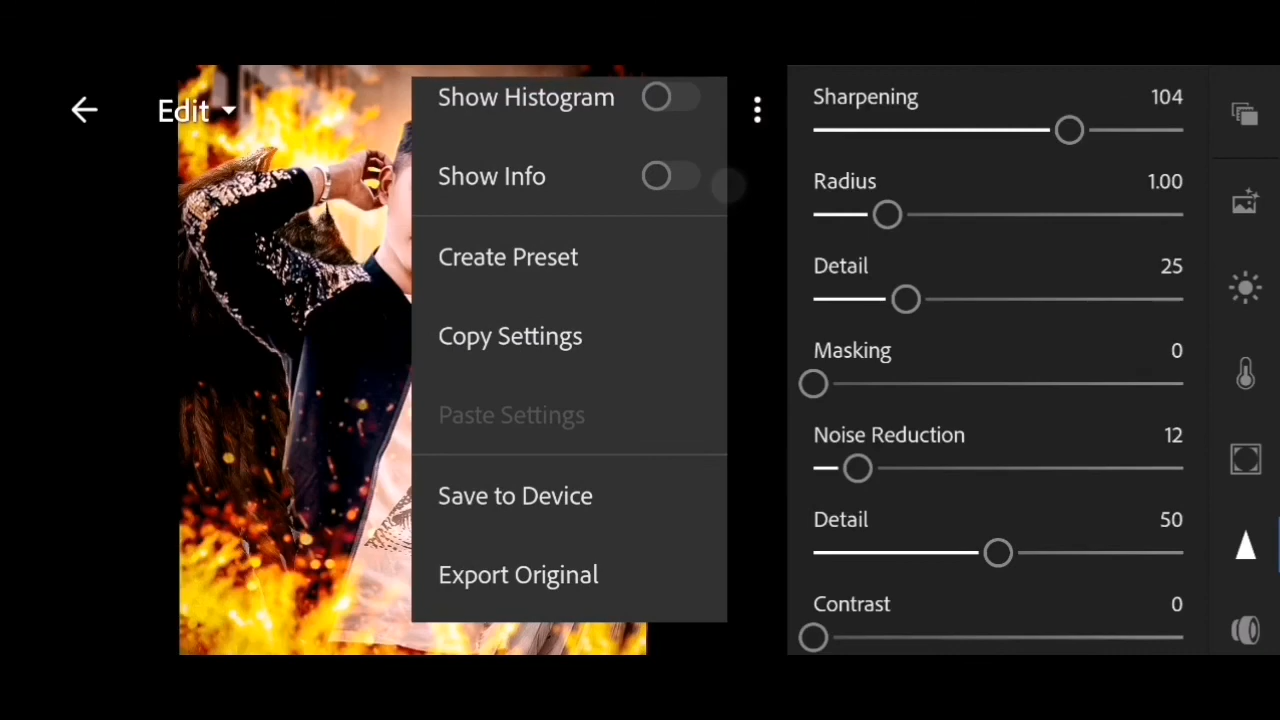 Edit
Show Histogram
Show Info
Create Preset
Copy Settings
Paste Settings
Save to Device
Export Original
Sharpening 104
Radius 1.00
Detail 25
Masking 0
Noise Reduction 12
Detail 50
Contrast 0